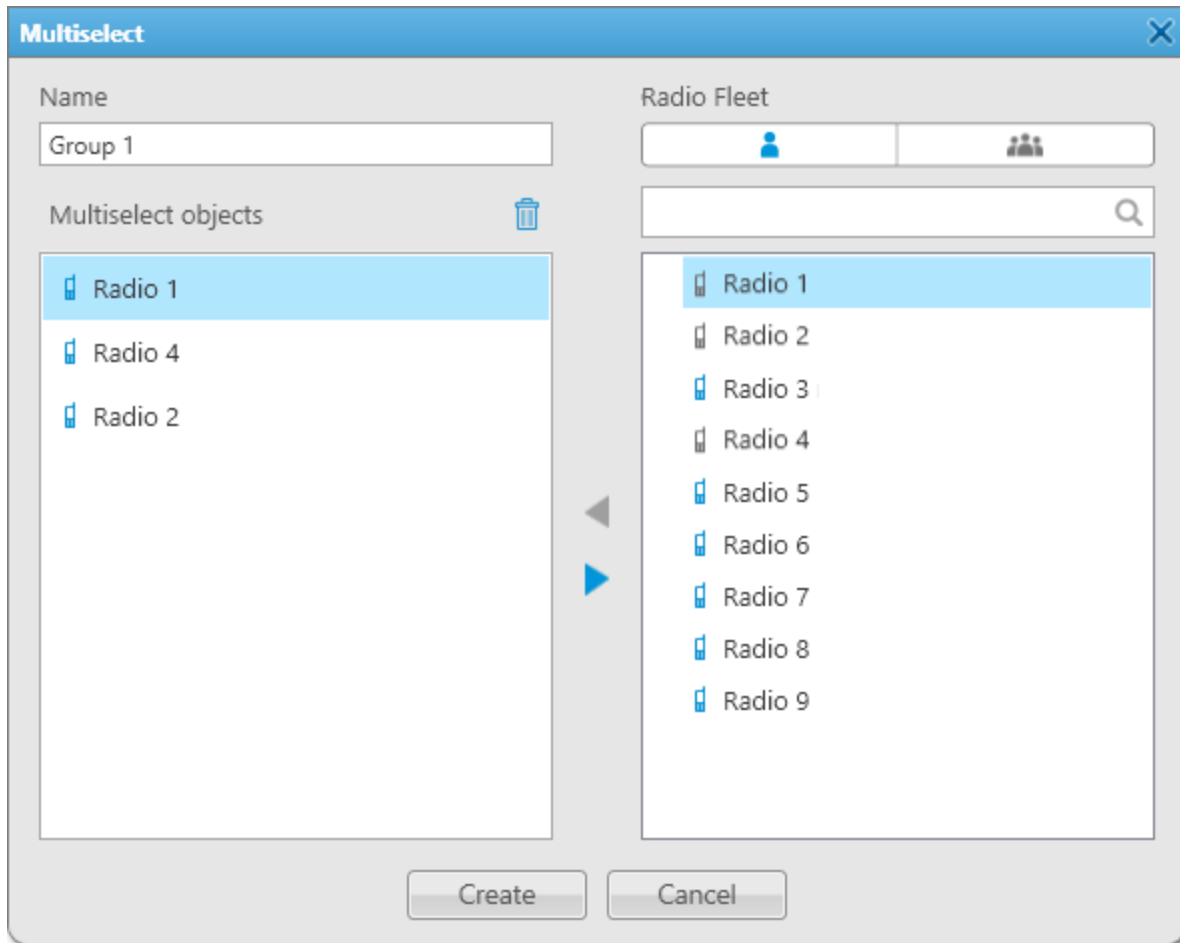 Multiselect
Name
Group 1
Multiselect objects
Radio 1
Radio 4
Radio 2
Radio Fleet
Radio 1
Radio 2
Radio 3
Radio 4
Radio 5
Radio 6
Radio 7
Radio 8
Radio 9
Create
Cancel